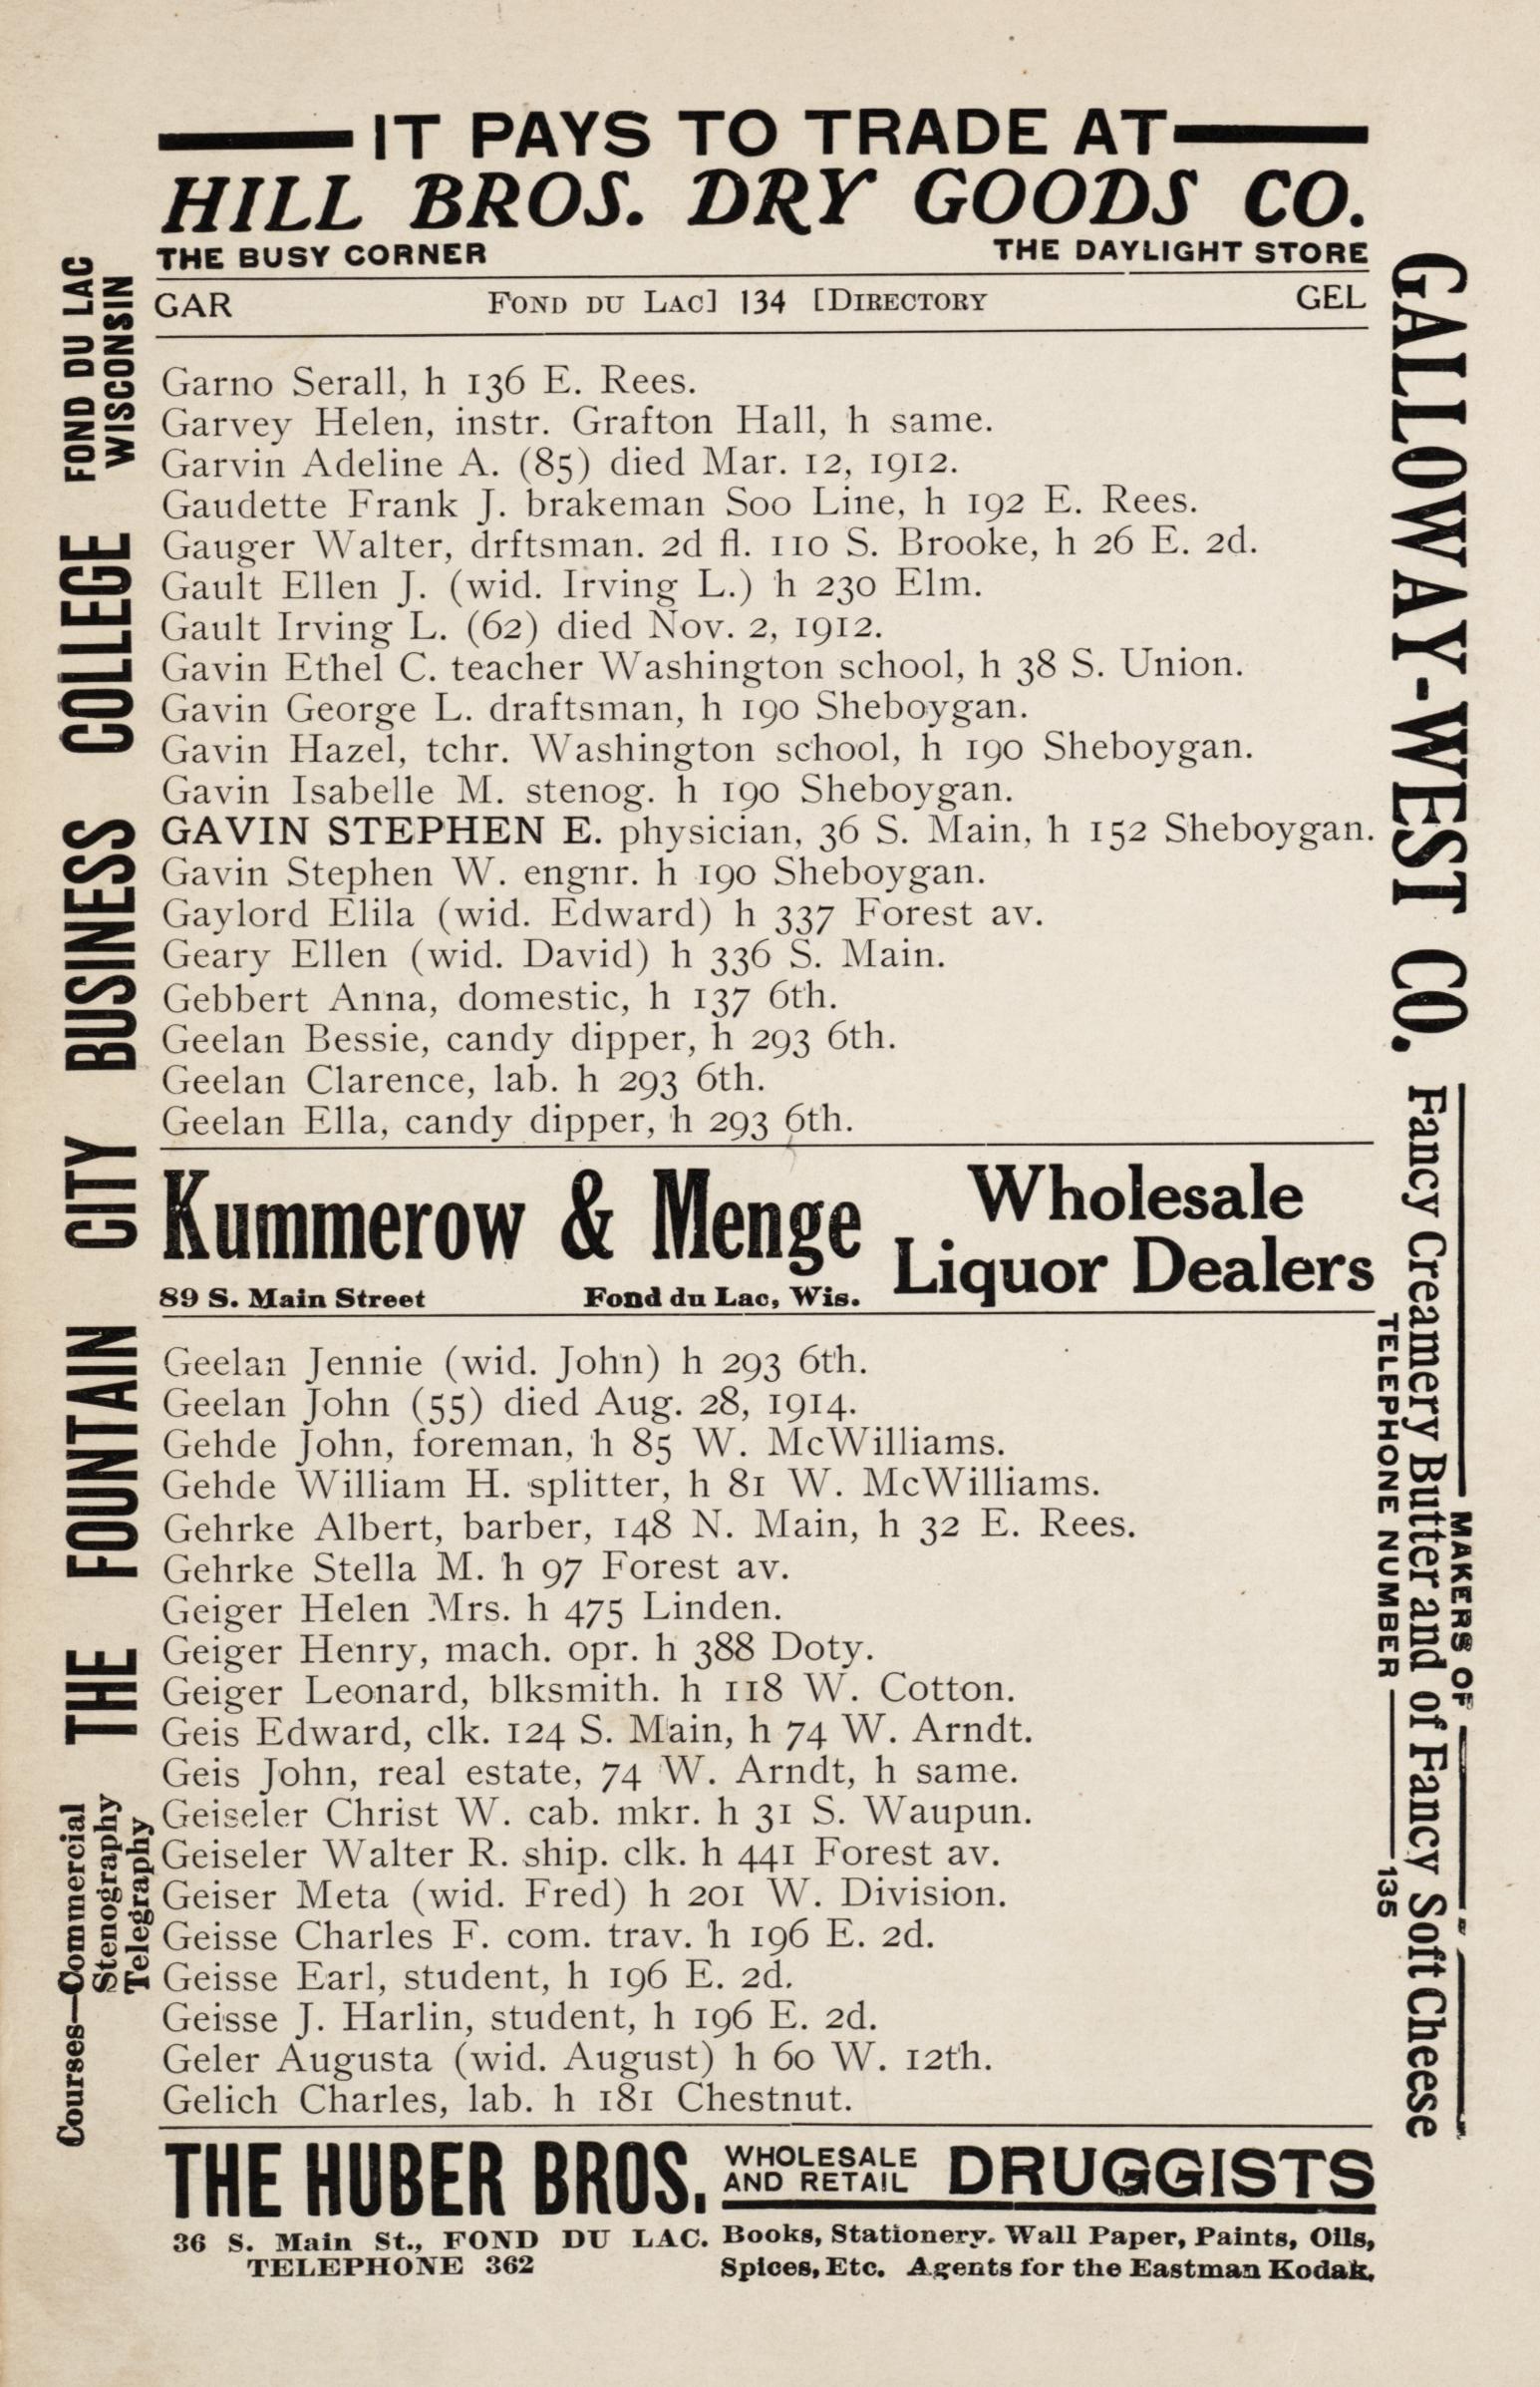 IT PAYS TO TRADE AT
HILL BROS. DRY GOODS CO.
THE BUSY CORNER THE DAYLIGHT STORE
GAR FOND DU LAC] 134 [DIRECTORY GEL
Garno Serall, h 136 E. Rees.
Garvey Helen, instr. Grafton Hall, h same.
Garvin Adeline A. (85) died Mar. 12, 1912.
Gaudette Frank J. brakeman Soo Line, h 192 E. Rees.
Gauger Walter, drftsman. 2d fl. 110 S. Brooke, h 26 E. 2d.
Gault Ellen J. (wid. Irving L.) h 230 Elm.
Gault Irving L. (62) died Nov. 2, 1912.
Gavin Ethel C. teacher Washington school, h 38 S. Union.
Gavin George L. draftsman, h 190 Sheboygan.
Gavin Hazel, tchr. Washington school, h 190 Sheboygan.
Gavin Isabelle M. stenog. h 190 Sheboygan.
GAVIN STEPHEN E. physician, 36 S. Main, h 152 Sheboygan.
Gavin Stephen W. engnr. h 190 Sheboygan.
Gaylord Elila (wid. Edward) h 337 Forest av.
Geary Ellen (wid. David) h 336 S. Main.
Gebbert Anna, domestic, h 137 6th.
Geelan Bessie, candy dipper, h 293 6th.
Geelan Clarence, lab. h 293 6th.
Geelan Ella, candy dipper, h 293 6th.
Kummerow & Menge Wholesale
Liquor Dealers
89 S. Main Street Fond du Lac, Wis.
Geelan Jennie (wid. John) h 293 6th.
Geelan John (55) died Aug. 28, 1914.
Gehde John, foreman, h 85 W. McWilliams.
Gehde William H. splitter, h 81 W. McWilliams.
Gehrke Albert, barber, 148 N. Main, h 32 E. Rees.
Gehrke Stella M. h 97 Forest av.
Geiger Helen Mrs. h 475 Linden.
Geiger Henry, mach. opr. h 388 Doty.
Geiger Leonard, blksmith. h 118 W. Cotton.
Geis Edward, clk. 124 S. Main, h 74 W. Arndt.
Geis John, real estate, 74 W. Arndt, h same.
Geiseler Christ W. cab. mkr. h 31 S. Waupun.
Geiseler Walter R. ship. clk. h 441 Forest av.
Geiser Meta (wid. Fred) h 201 W. Division.
Geisse Charles F. com. trav. h 196 E. 2d.
Geisse Earl, student, h 196 E. 2d.
Geisse J. Harlin, student, h 196 E. 2d.
Geler Augusta (wid. August) h 60 W. 12th.
Gelich Charles, lab. h 181 Chestnut.
THE HUBER BROS. WHOLESALE AND RETAIL DRUGGISTS
36 S. Main St., FOND DU LAC.
TELEPHONE 362
Books, Stationery. Wall Paper, Paints, Oils,
Spices, Etc. Agents for the Eastman Kodak.
Courses—Commercial
Stenography
Telegraphy
THE FOUNTAIN CITY BUSINESS COLLEGE
FOND DU LAC
WISCONSIN
GALLOWAY-WEST CO.
MAKERS OF
Fancy Creamery Butter and of Fancy Soft Cheese
TELEPHONE NUMBER 135